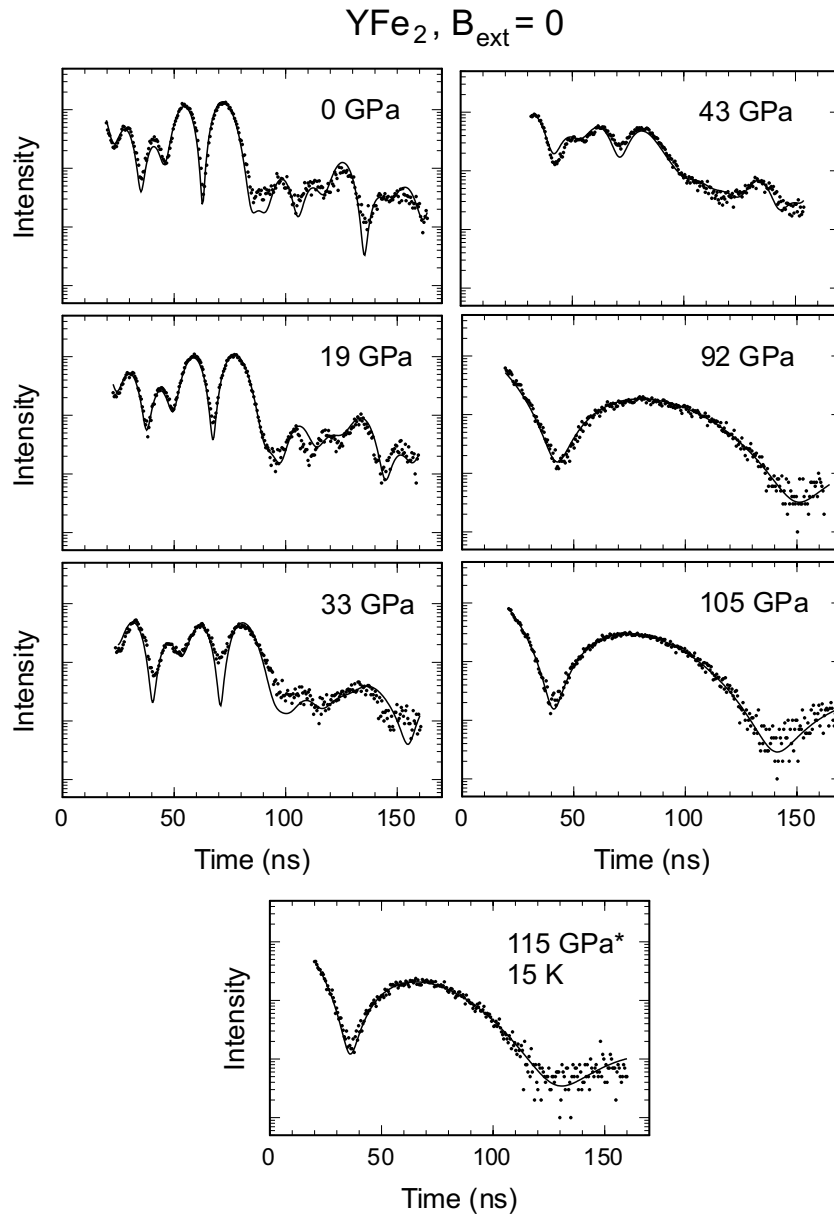 YFe₂, B_ext = 0
0 GPa
Intensity
43 GPa
19 GPa
Intensity
92 GPa
33 GPa
Intensity
105 GPa
0 50 100 150
0 50 100 150
Time (ns)
Time (ns)
115 GPa*
15 K
Intensity
0 50 100 150
Time (ns)